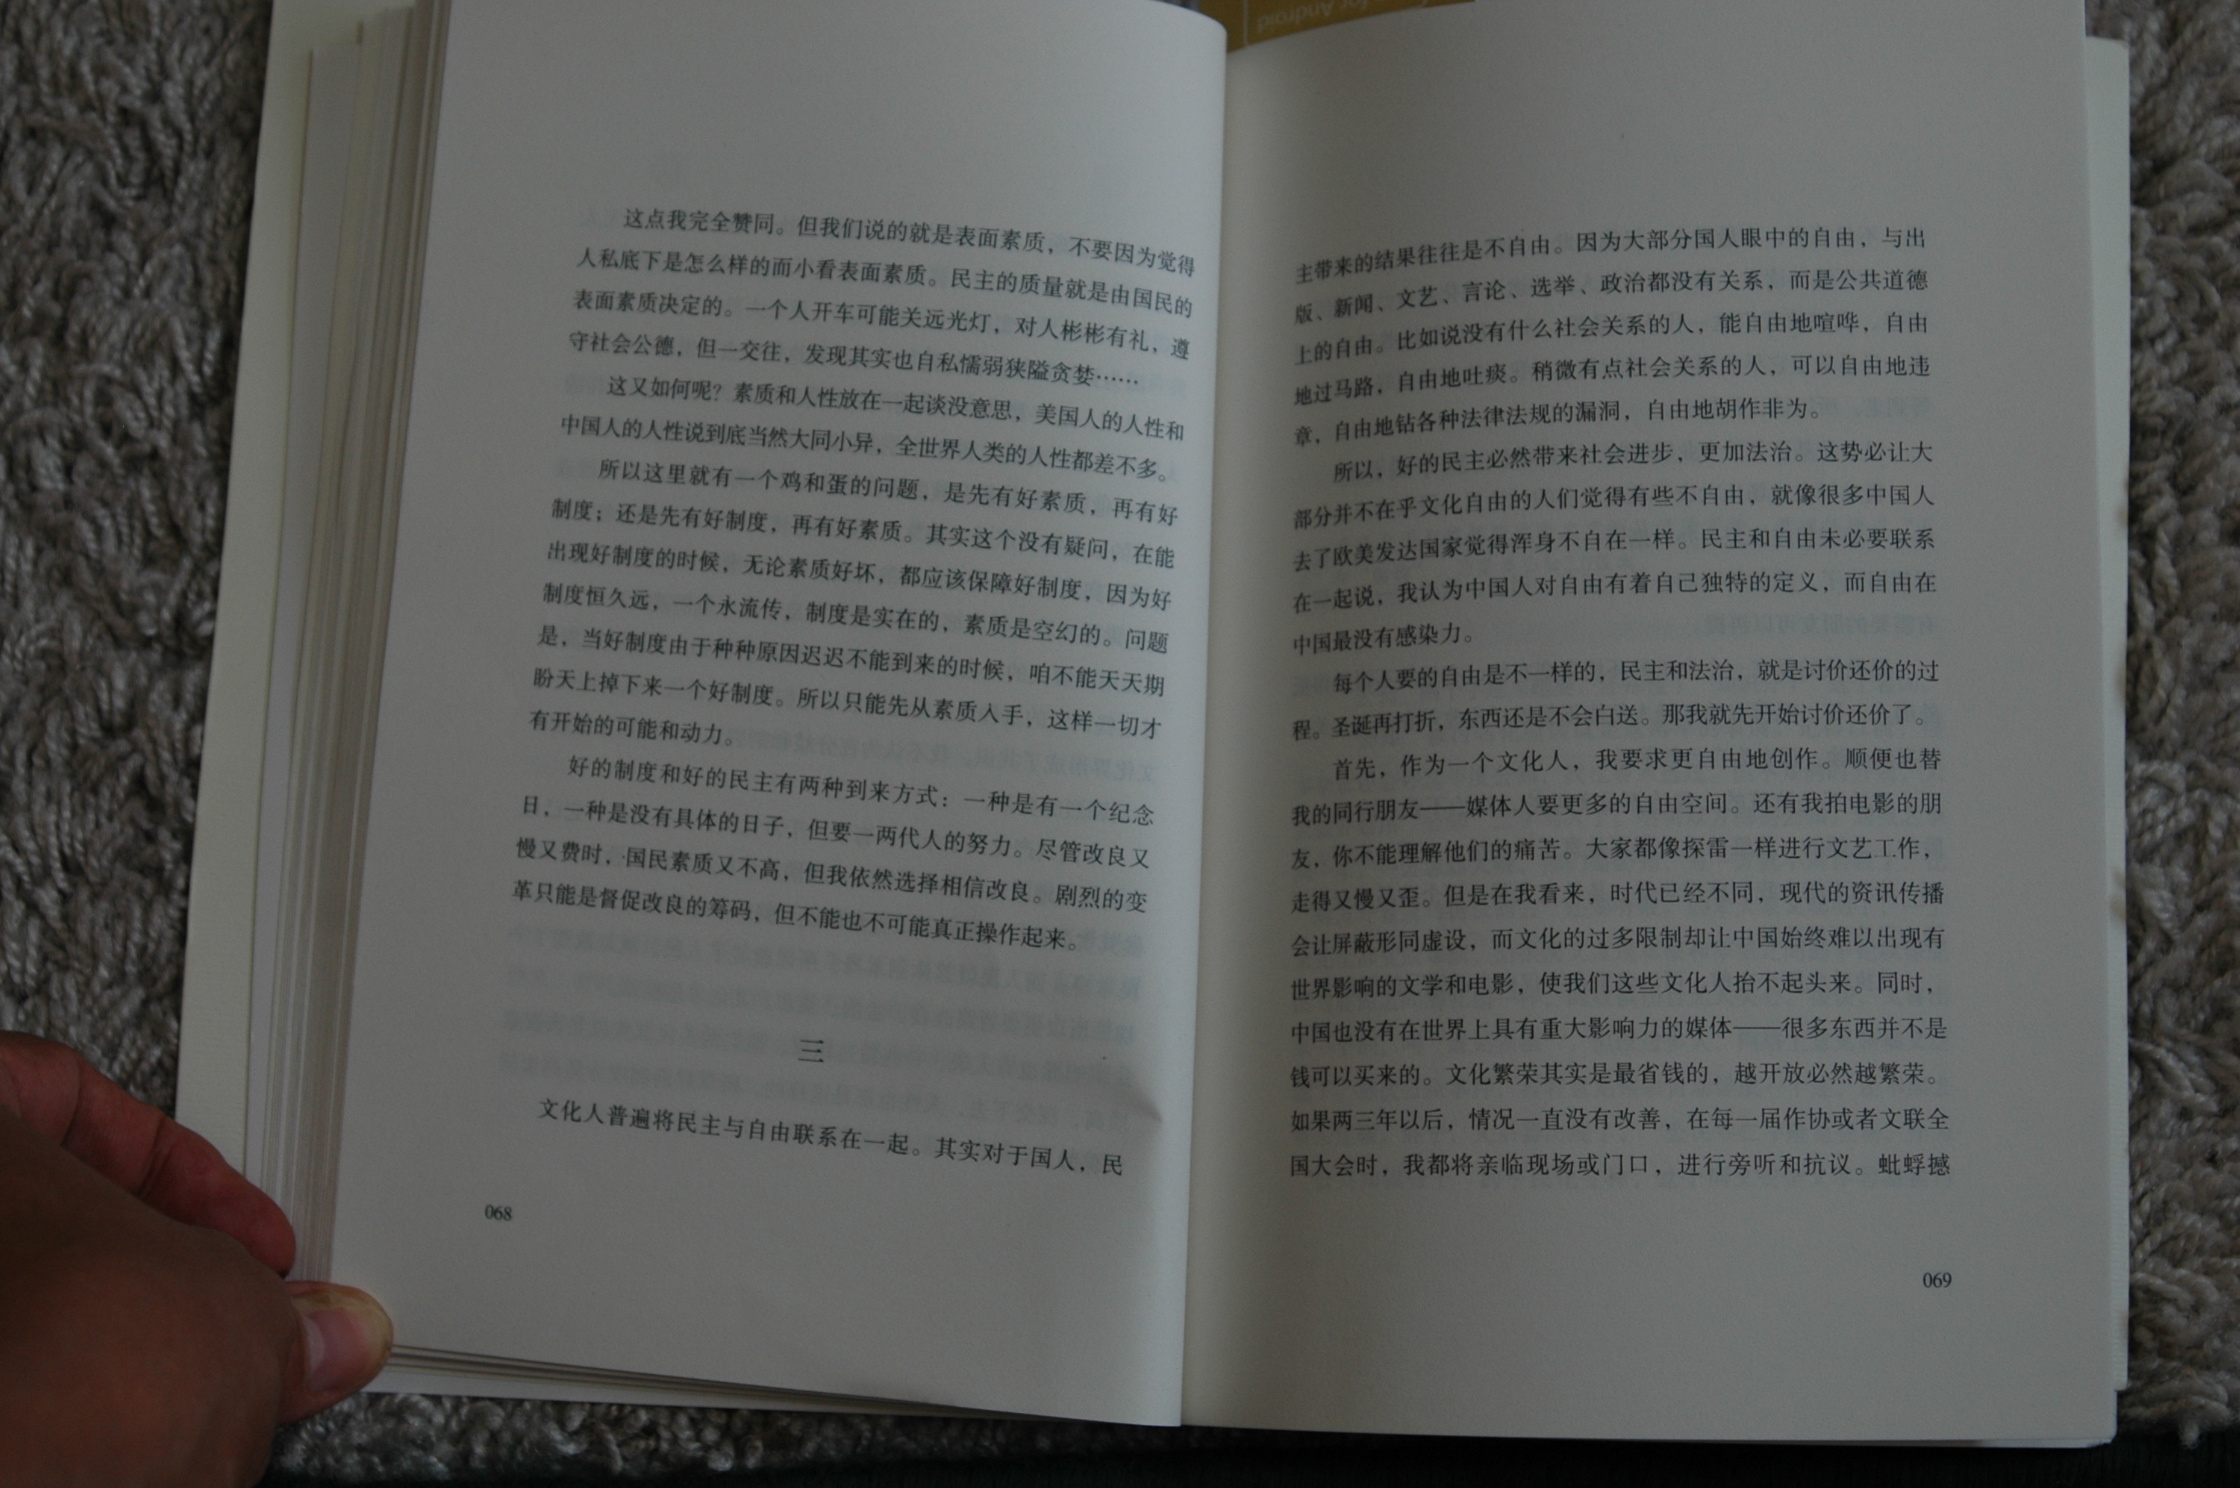 这点我完全赞同。但我们说的就是表面素质，不要因为觉得
人私底下是怎么样的而小看表面素质。民主的质量就是由国民的
表面素质决定的。一个人开车可能关远光灯，对人彬彬有礼，遵
守社会公德，但一交往，发现其实也自私懦弱狭隘贪婪……
这又如何呢？素质和人性放在一起谈没意思，美国人的人性和
中国人的人性说到底当然大同小异，全世界人类的人性都差不多。
所以这里就有一个鸡和蛋的问题，是先有好素质，再有好
制度；还是先有好制度，再有好素质。其实这个没有疑问，在能
出现好制度的时候，无论素质好坏，都应该保障好制度，因为好
制度恒久远，一个永流传，制度是实在的，素质是空幻的。问题
是，当好制度由于种种原因迟迟不能到来的时候，咱不能天天期
盼天上掉下来一个好制度。所以只能先从素质入手，这样一切才
有开始的可能和动力。
好的制度和好的民主有两种到来方式：一种是有一个纪念
日，一种是没有具体的日子，但要一两代人的努力。尽管改良又
慢又费时，国民素质又不高，但我依然选择相信改良。剧烈的变
革只能是督促改良的筹码，但不能也不可能真正操作起来。
三
文化人普遍将民主与自由联系在一起。其实对于国人，民
068
for Android
主带来的结果往往是不自由。因为大部分国人眼中的自由，与出
版、新闻、文艺、言论、选举、政治都没有关系，而是公共道德
上的自由。比如说没有什么社会关系的人，能自由地喧哗，自由
地过马路，自由地吐痰。稍微有点社会关系的人，可以自由地违
章，自由地钻各种法律法规的漏洞，自由地胡作非为。
所以，好的民主必然带来社会进步，更加法治。这势必让大
部分并不在乎文化自由的人们觉得有些不自由，就像很多中国人
去了欧美发达国家觉得浑身不自在一样。民主和自由未必要联系
在一起说，我认为中国人对自由有着自己独特的定义，而自由在
中国最没有感染力。
每个人要的自由是不一样的，民主和法治，就是讨价还价的过
程。圣诞再打折，东西还是不会白送。那我就先开始讨价还价了。
首先，作为一个文化人，我要求更自由地创作。顺便也替
我的同行朋友——媒体人要更多的自由空间。还有我拍电影的朋
友，你不能理解他们的痛苦。大家都像探雷一样进行文艺工作，
走得又慢又歪。但是在我看来，时代已经不同，现代的资讯传播
会让屏蔽形同虚设，而文化的过多限制却让中国始终难以出现有
世界影响的文学和电影，使我们这些文化人抬不起头来。同时，
中国也没有在世界上具有重大影响力的媒体——很多东西并不是
钱可以买来的。文化繁荣其实是最省钱的，越开放必然越繁荣。
如果两三年以后，情况一直没有改善，在每一届作协或者文联全
国大会时，我都将亲临现场或门口，进行旁听和抗议。蚍蜉撼
069